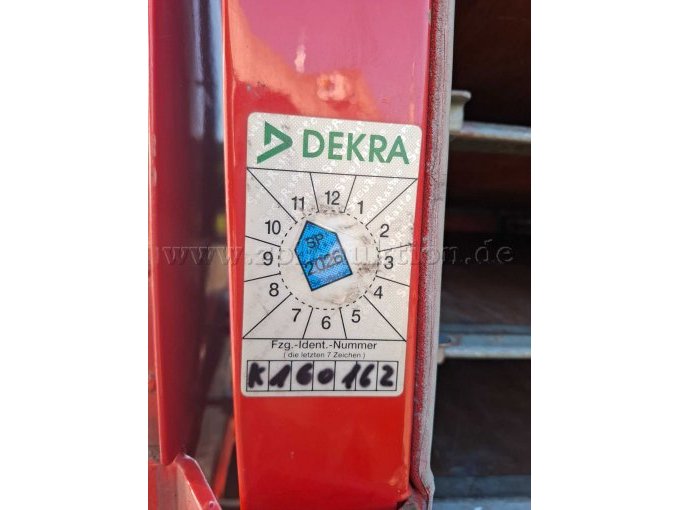 DEKRA
11 12 1
10 2
9 3
8 4
7 6 5
SP
2026
Fzg.-Ident.-Nummer
( die letzten 7 Zeichen )
K160162